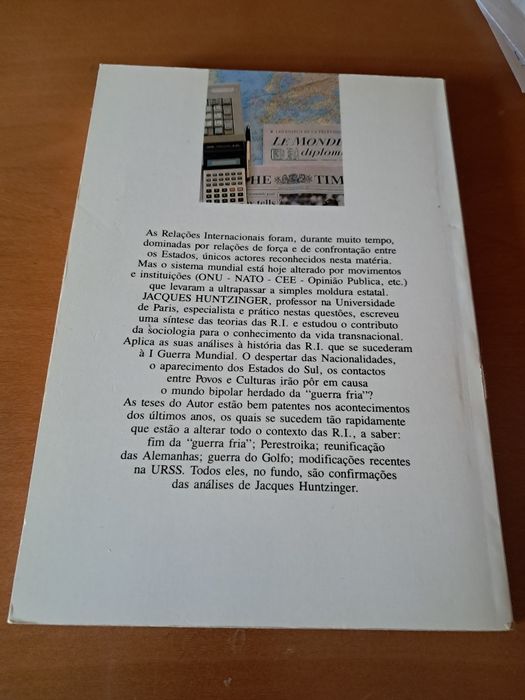 LE MONDE
diplom
THE TIM
As Relações Internacionais foram, durante muito tempo,
dominadas por relações de força e de confrontação entre
os Estados, únicos actores reconhecidos nesta matéria.
Mas o sistema mundial está hoje alterado por movimentos
e instituições (ONU - NATO - CEE - Opinião Publica, etc.)
que levaram a ultrapassar a simples moldura estatal.
JACQUES HUNTZINGER, professor na Universidade
de Paris, especialista e prático nestas questões, escreveu
uma síntese das teorias das R.I. e estudou o contributo
da sociologia para o conhecimento da vida transnacional.
Aplica as suas análises à história das R.I. que se sucederam
à I Guerra Mundial. O despertar das Nacionalidades,
o aparecimento dos Estados do Sul, os contactos
entre Povos e Culturas irão pôr em causa
o mundo bipolar herdado da “guerra fria”?
As teses do Autor estão bem patentes nos acontecimentos
dos últimos anos, os quais se sucedem tão rapidamente
que estão a alterar todo o contexto das R.I., a saber:
fim da “guerra fria”; Perestroika; reunificação
das Alemanhas; guerra do Golfo; modificações recentes
na URSS. Todos eles, no fundo, são confirmações
das análises de Jacques Huntzinger.